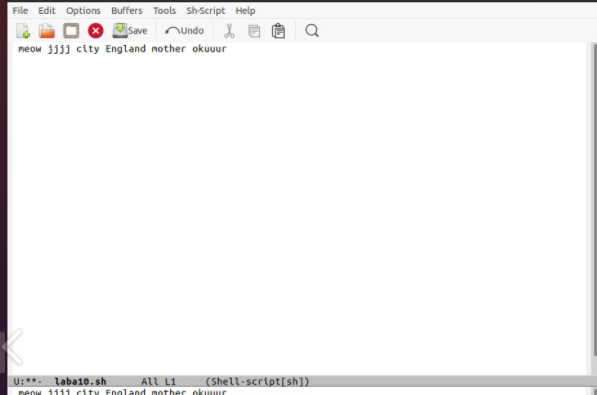 File Edit Options Buffers Tools Sh-Script Help
Save Undo
meow jjjj city England mother okuuur
U:**- laba10.sh All L1 (Shell-script[sh])
meow jjjj city England mother okuuur